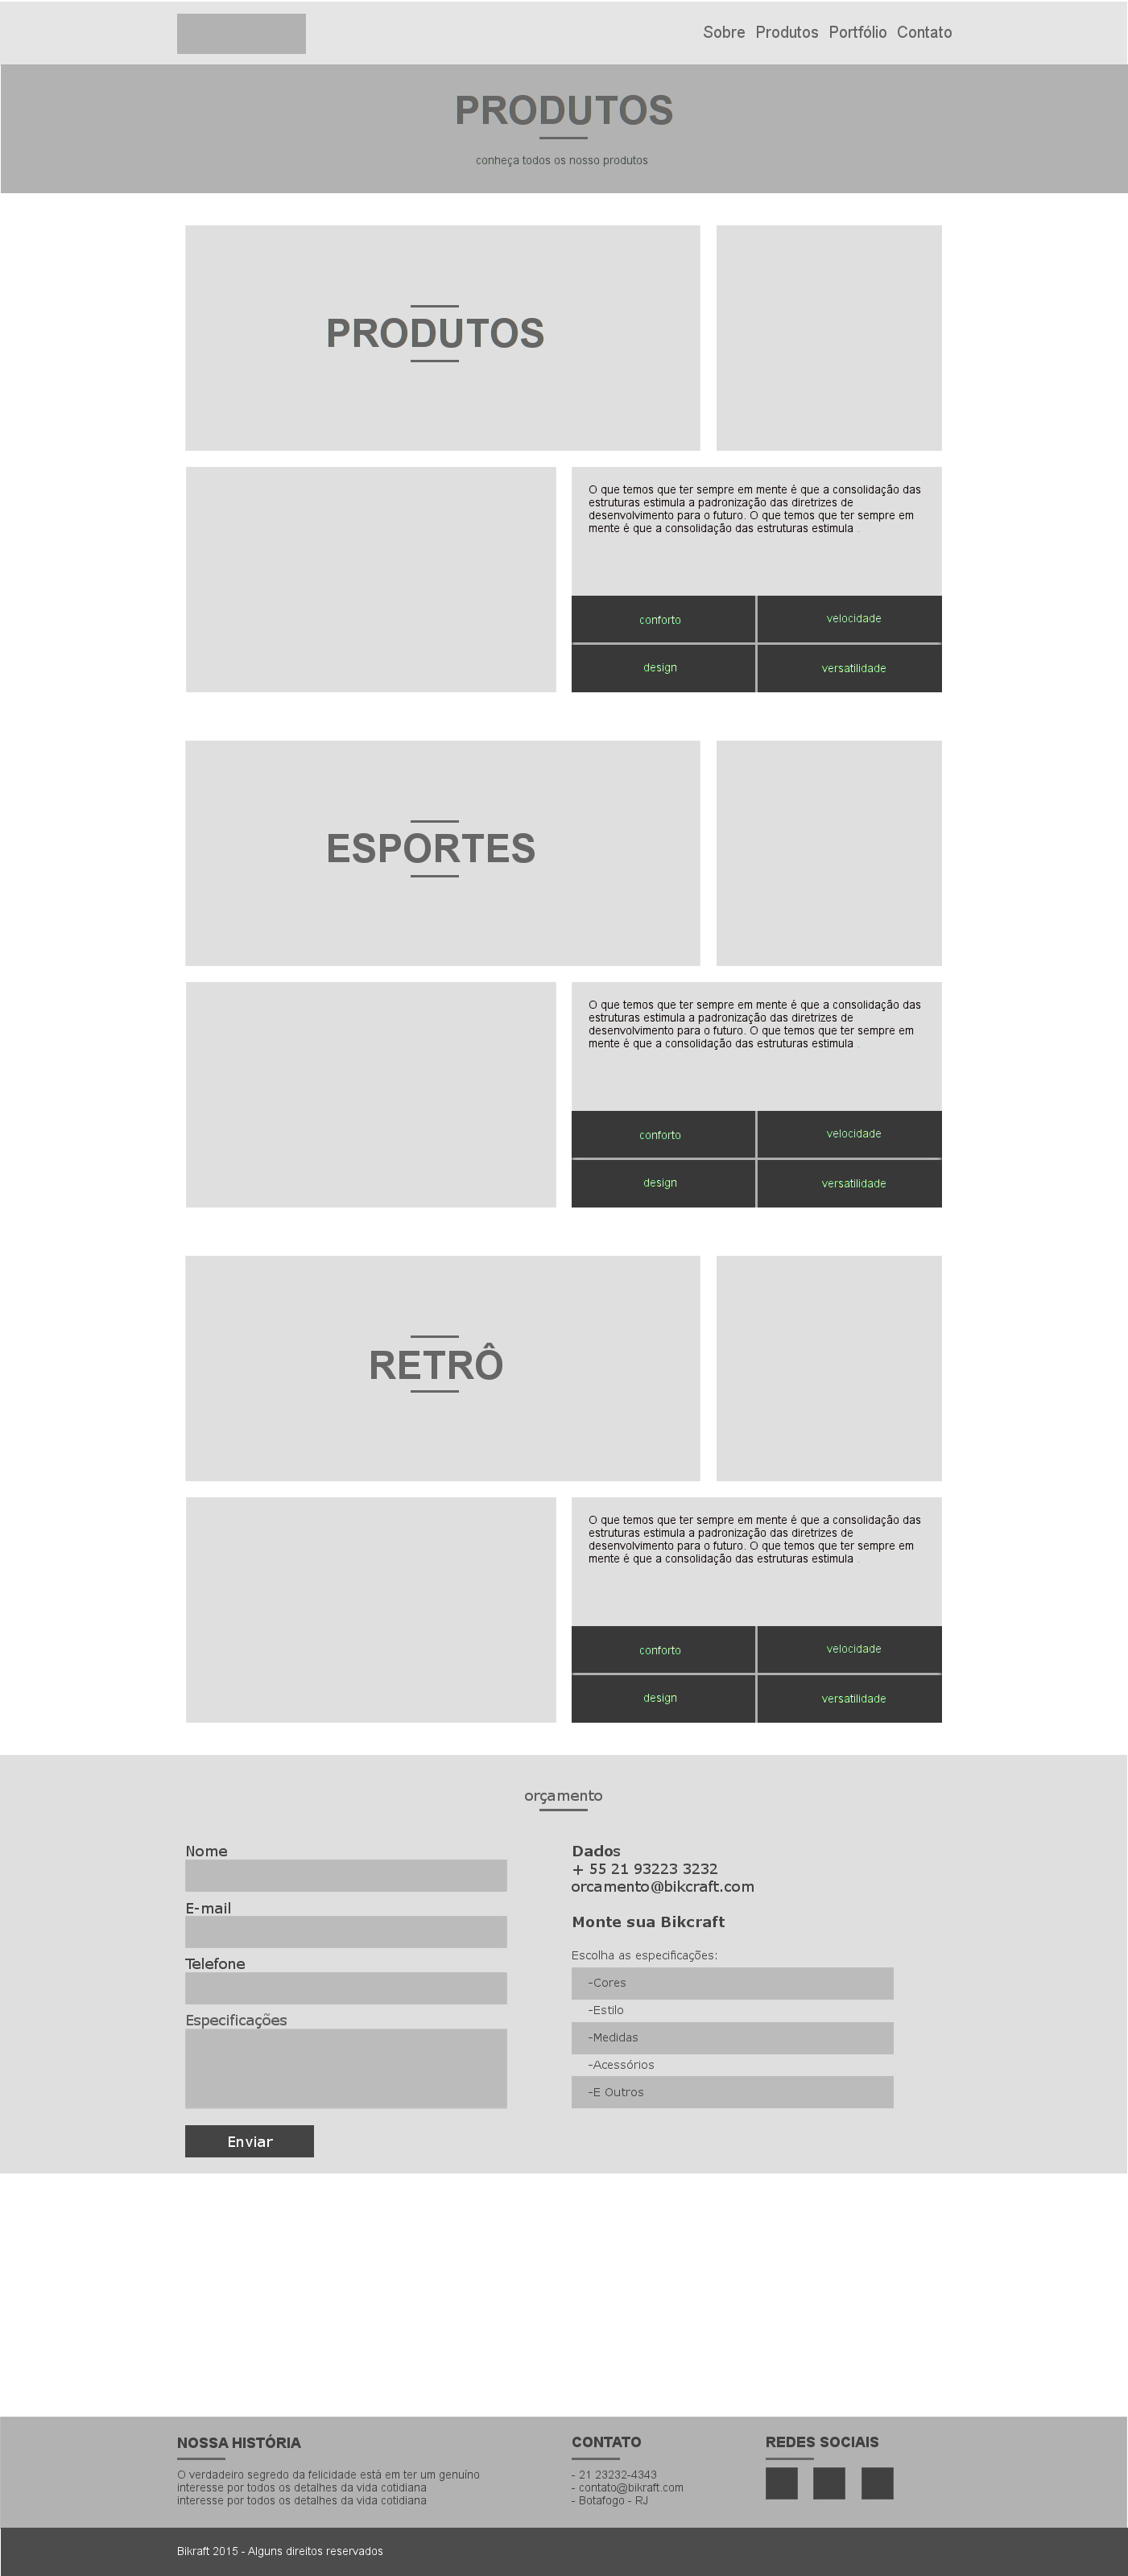 Sobre Produtos Portfólio Contato
PRODUTOS
conheça todos os nosso produtos
PRODUTOS
O que temos que ter sempre em mente é que a consolidação das
estruturas estimula a padronização das diretrizes de
desenvolvimento para o futuro. O que temos que ter sempre em
mente é que a consolidação das estruturas estimula .
conforto velocidade
design versatilidade
ESPORTES
O que temos que ter sempre em mente é que a consolidação das
estruturas estimula a padronização das diretrizes de
desenvolvimento para o futuro. O que temos que ter sempre em
mente é que a consolidação das estruturas estimula .
conforto velocidade
design versatilidade
RETRÔ
O que temos que ter sempre em mente é que a consolidação das
estruturas estimula a padronização das diretrizes de
desenvolvimento para o futuro. O que temos que ter sempre em
mente é que a consolidação das estruturas estimula .
conforto velocidade
design versatilidade
orçamento
Nome
E-mail
Telefone
Especificações
Enviar
Dados
+ 55 21 93223 3232
orcamento@bikcraft.com
Monte sua Bikcraft
Escolha as especificações:
-Cores
-Estilo
-Medidas
-Acessórios
-E Outros
NOSSA HISTÓRIA
O verdadeiro segredo da felicidade está em ter um genuíno
interesse por todos os detalhes da vida cotidiana
interesse por todos os detalhes da vida cotidiana
CONTATO
- 21 23232-4343
- contato@bikraft.com
- Botafogo - RJ
REDES SOCIAIS
Bikraft 2015 - Alguns direitos reservados